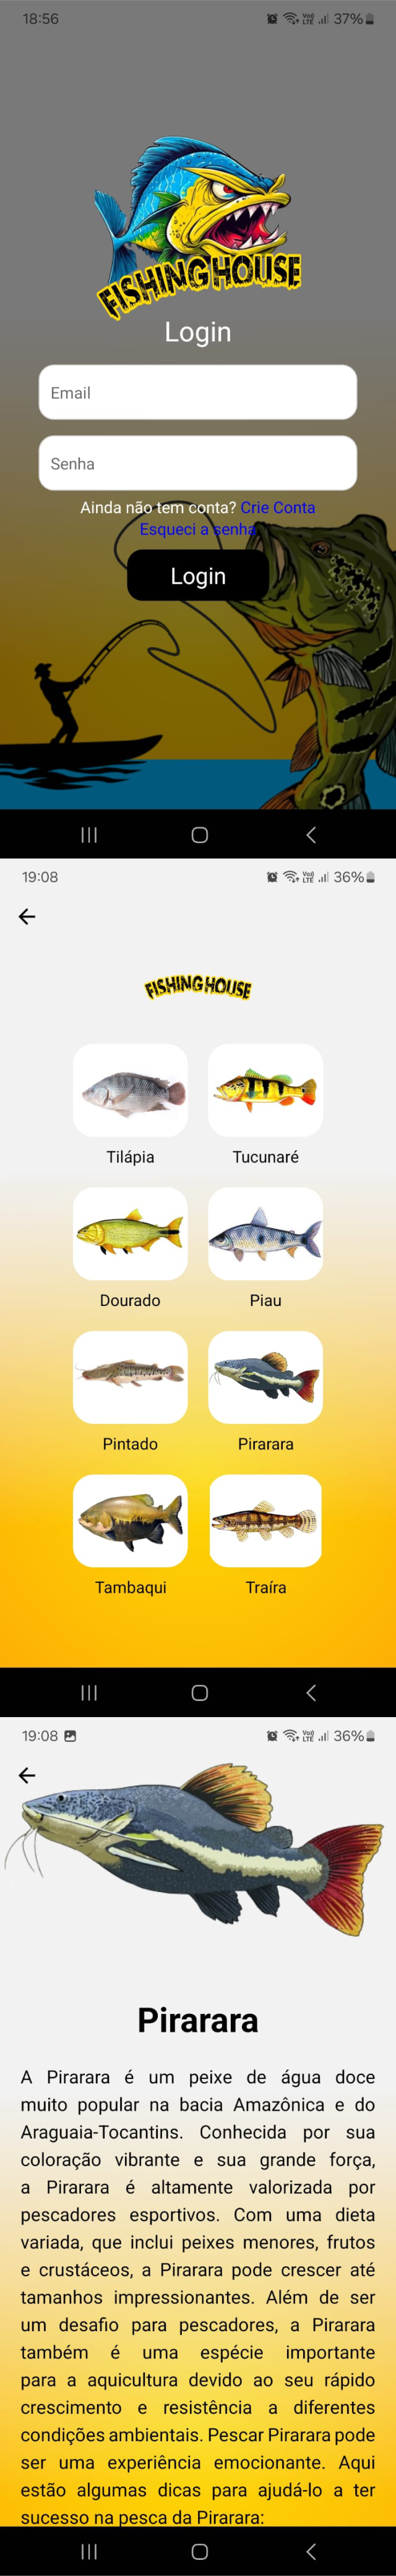 18:56
Vo) LTE 37%
FISHINGHOUSE
Login
Email
Senha
Ainda não tem conta? Crie Conta
Esqueci a senha
Login
19:08
Vo) LTE 36%
FISHINGHOUSE
Tilápia Tucunaré
Dourado Piau
Pintado Pirarara
Tambaqui Traíra
19:08
Vo) LTE 36%
Pirarara
A Pirarara é um peixe de água doce
muito popular na bacia Amazônica e do
Araguaia-Tocantins. Conhecida por sua
coloração vibrante e sua grande força,
a Pirarara é altamente valorizada por
pescadores esportivos. Com uma dieta
variada, que inclui peixes menores, frutos
e crustáceos, a Pirarara pode crescer até
tamanhos impressionantes. Além de ser
um desafio para pescadores, a Pirarara
também é uma espécie importante
para a aquicultura devido ao seu rápido
crescimento e resistência a diferentes
condições ambientais. Pescar Pirarara pode
ser uma experiência emocionante. Aqui
estão algumas dicas para ajudá-lo a ter
sucesso na pesca da Pirarara: